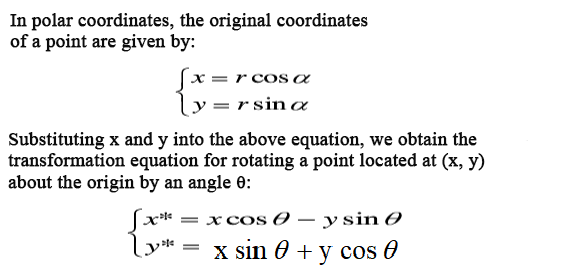 In polar coordinates, the original coordinates
of a point are given by:
x = r cos α
y = r sin α
Substituting x and y into the above equation, we obtain the
transformation equation for rotating a point located at (x, y)
about the origin by an angle θ:
x* = x cos θ − y sin θ
y* = x sin θ + y cos θ